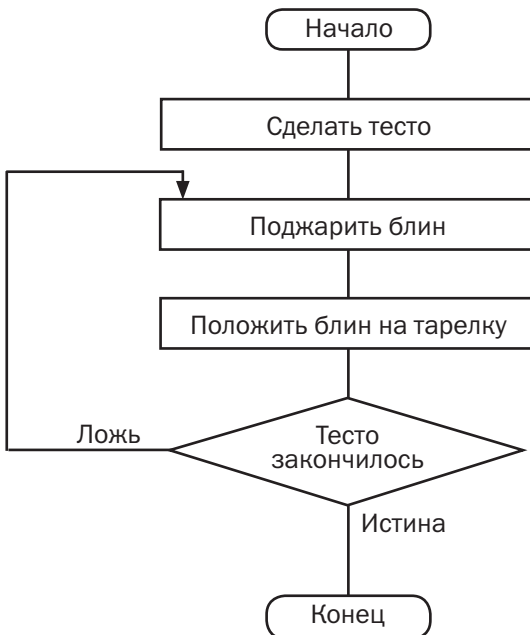 Начало
Сделать тесто
Поджарить блин
Положить блин на тарелку
Ложь
Тесто
закончилось
Истина
Конец